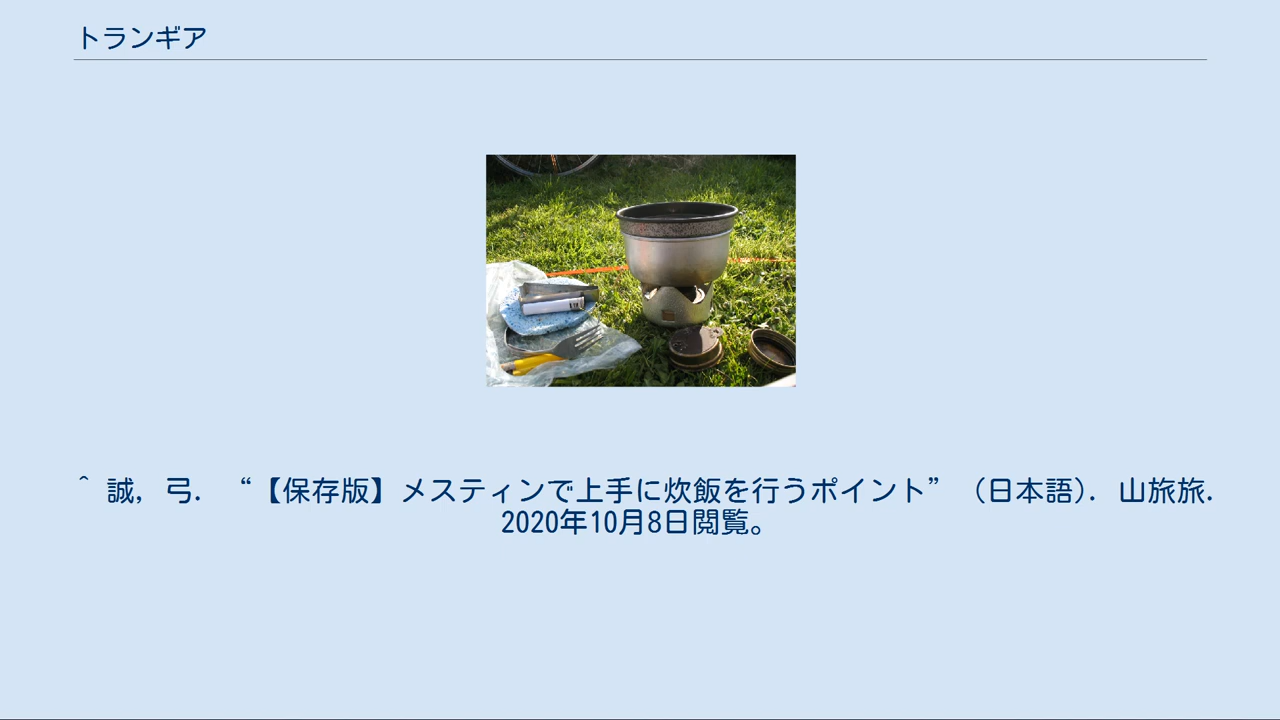 トランギア
^ 誠, 弓. “【保存版】メスティンで上手に炊飯を行うポイント” (日本語). 山旅旅.
2020年10月8日閲覧。